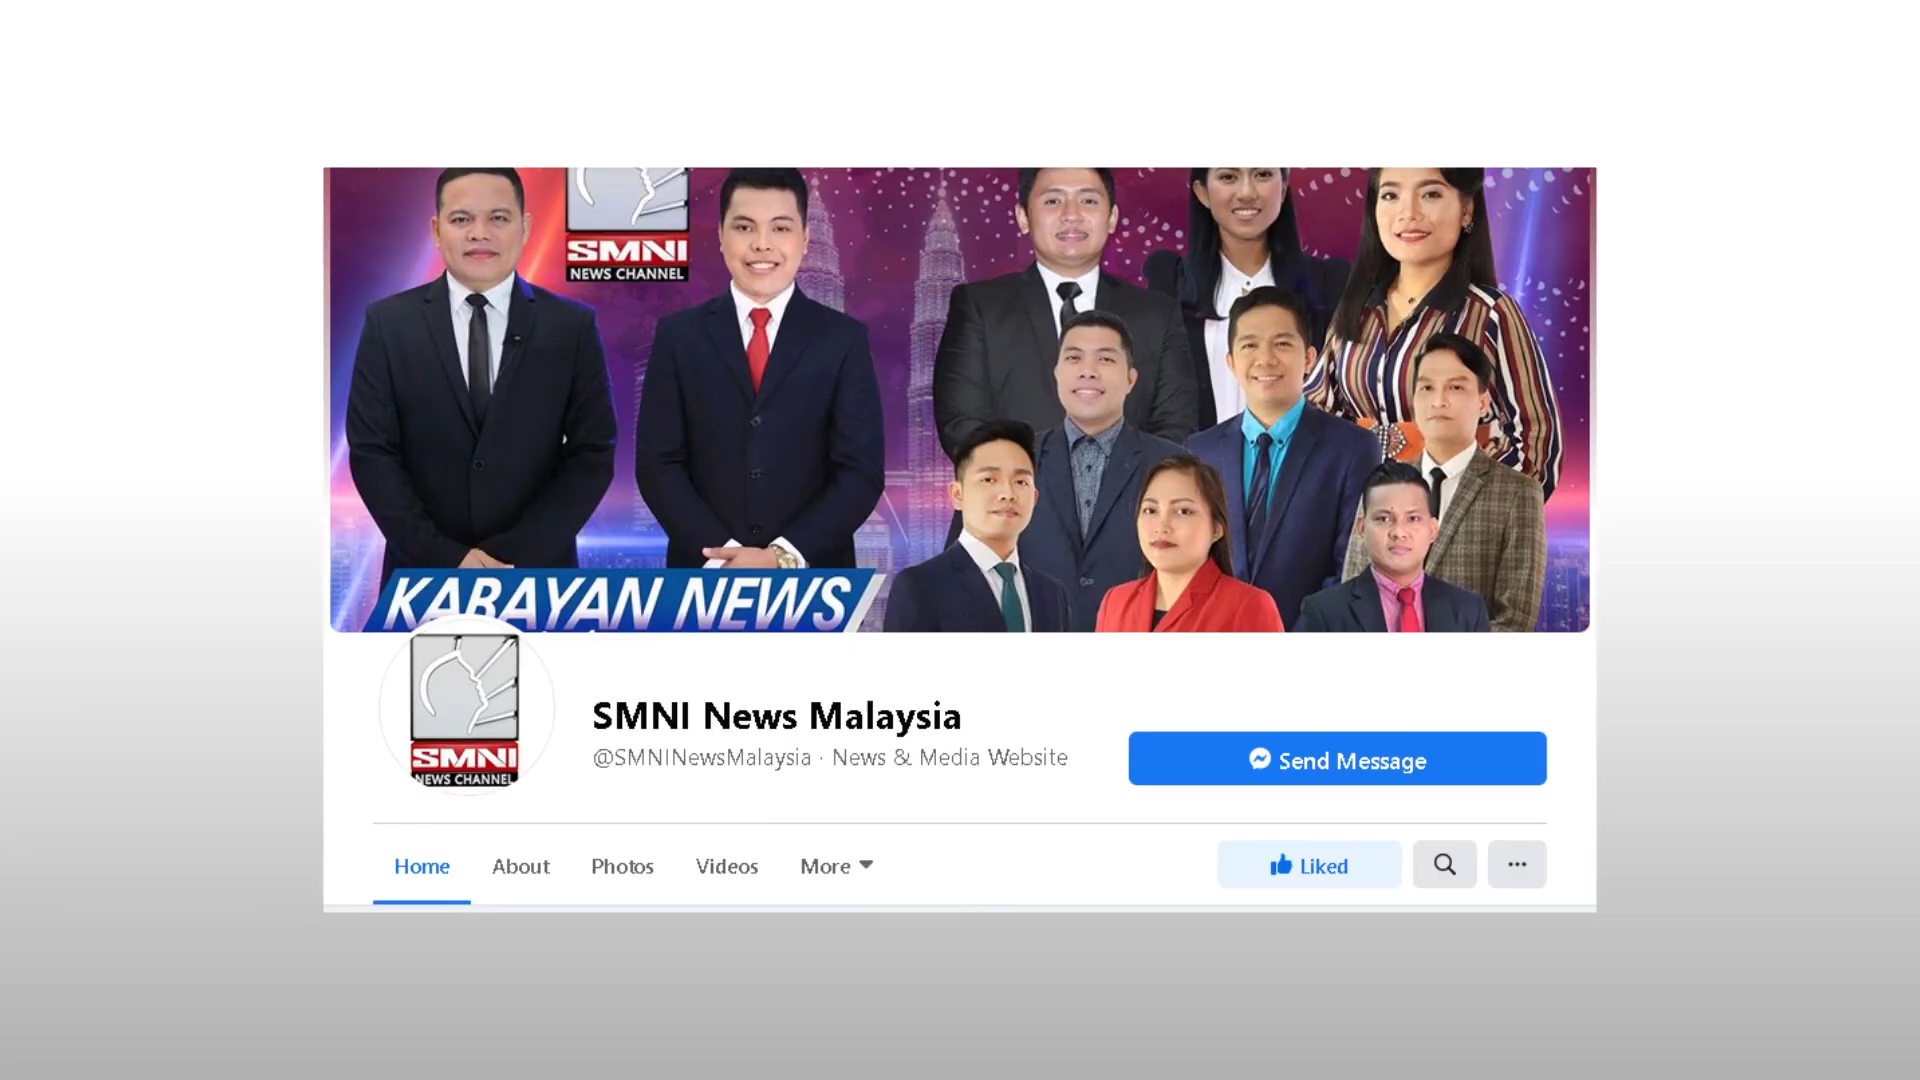 SMNI
NEWS CHANNEL
KABAYAN NEWS
SMNI
NEWS CHANNEL
SMNI News Malaysia
@SMNINewsMalaysia · News & Media Website
Send Message
Home About Photos Videos More
Liked